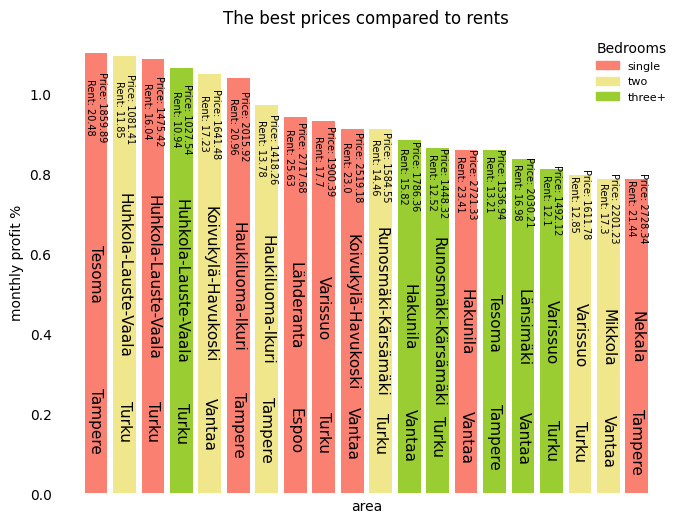 The best prices compared to rents
Bedrooms
single
two
three+
monthly profit %
1.0
0.8
0.6
0.4
0.2
0.0
Price: 1859.89
Rent: 20.48
Tesoma
Tampere
Price: 1081.41
Rent: 11.85
Huhkola-Lauste-Vaala
Turku
Price: 1475.42
Rent: 16.04
Huhkola-Lauste-Vaala
Turku
Price: 1027.54
Rent: 10.94
Huhkola-Lauste-Vaala
Turku
Price: 1641.48
Rent: 17.23
Koivukylä-Havukoski
Vantaa
Price: 2015.92
Rent: 20.96
Haukiluoma-Ikuri
Tampere
Price: 1418.26
Rent: 13.78
Haukiluoma-Ikuri
Tampere
Price: 2717.68
Rent: 25.63
Lähderanta
Espoo
Price: 1900.39
Rent: 17.7
Varissuo
Turku
Price: 2519.18
Rent: 23.0
Koivukylä-Havukoski
Vantaa
Price: 1584.55
Rent: 14.46
Runosmäki-Kärsämäki
Turku
Price: 1786.36
Rent: 15.82
Hakunila
Vantaa
Price: 1448.32
Rent: 12.52
Runosmäki-Kärsämäki
Turku
Price: 2721.33
Rent: 23.41
Hakunila
Vantaa
Price: 1536.94
Rent: 13.21
Tesoma
Tampere
Price: 2030.21
Rent: 16.98
Länsimäki
Vantaa
Price: 1492.12
Rent: 12.1
Varissuo
Turku
Price: 1611.78
Rent: 12.85
Varissuo
Turku
Price: 2201.23
Rent: 17.3
Mikkola
Vantaa
Price: 2728.34
Rent: 21.44
Nekala
Tampere
area